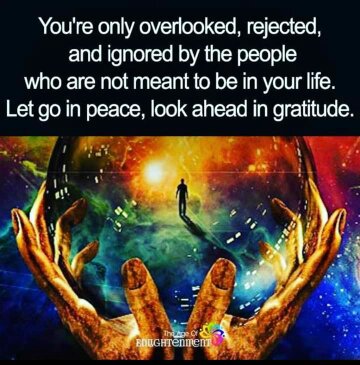 You're only overlooked, rejected,
and ignored by the people
who are not meant to be in your life.
Let go in peace, look ahead in gratitude.
The Age Of
ENLIGHTENMENT